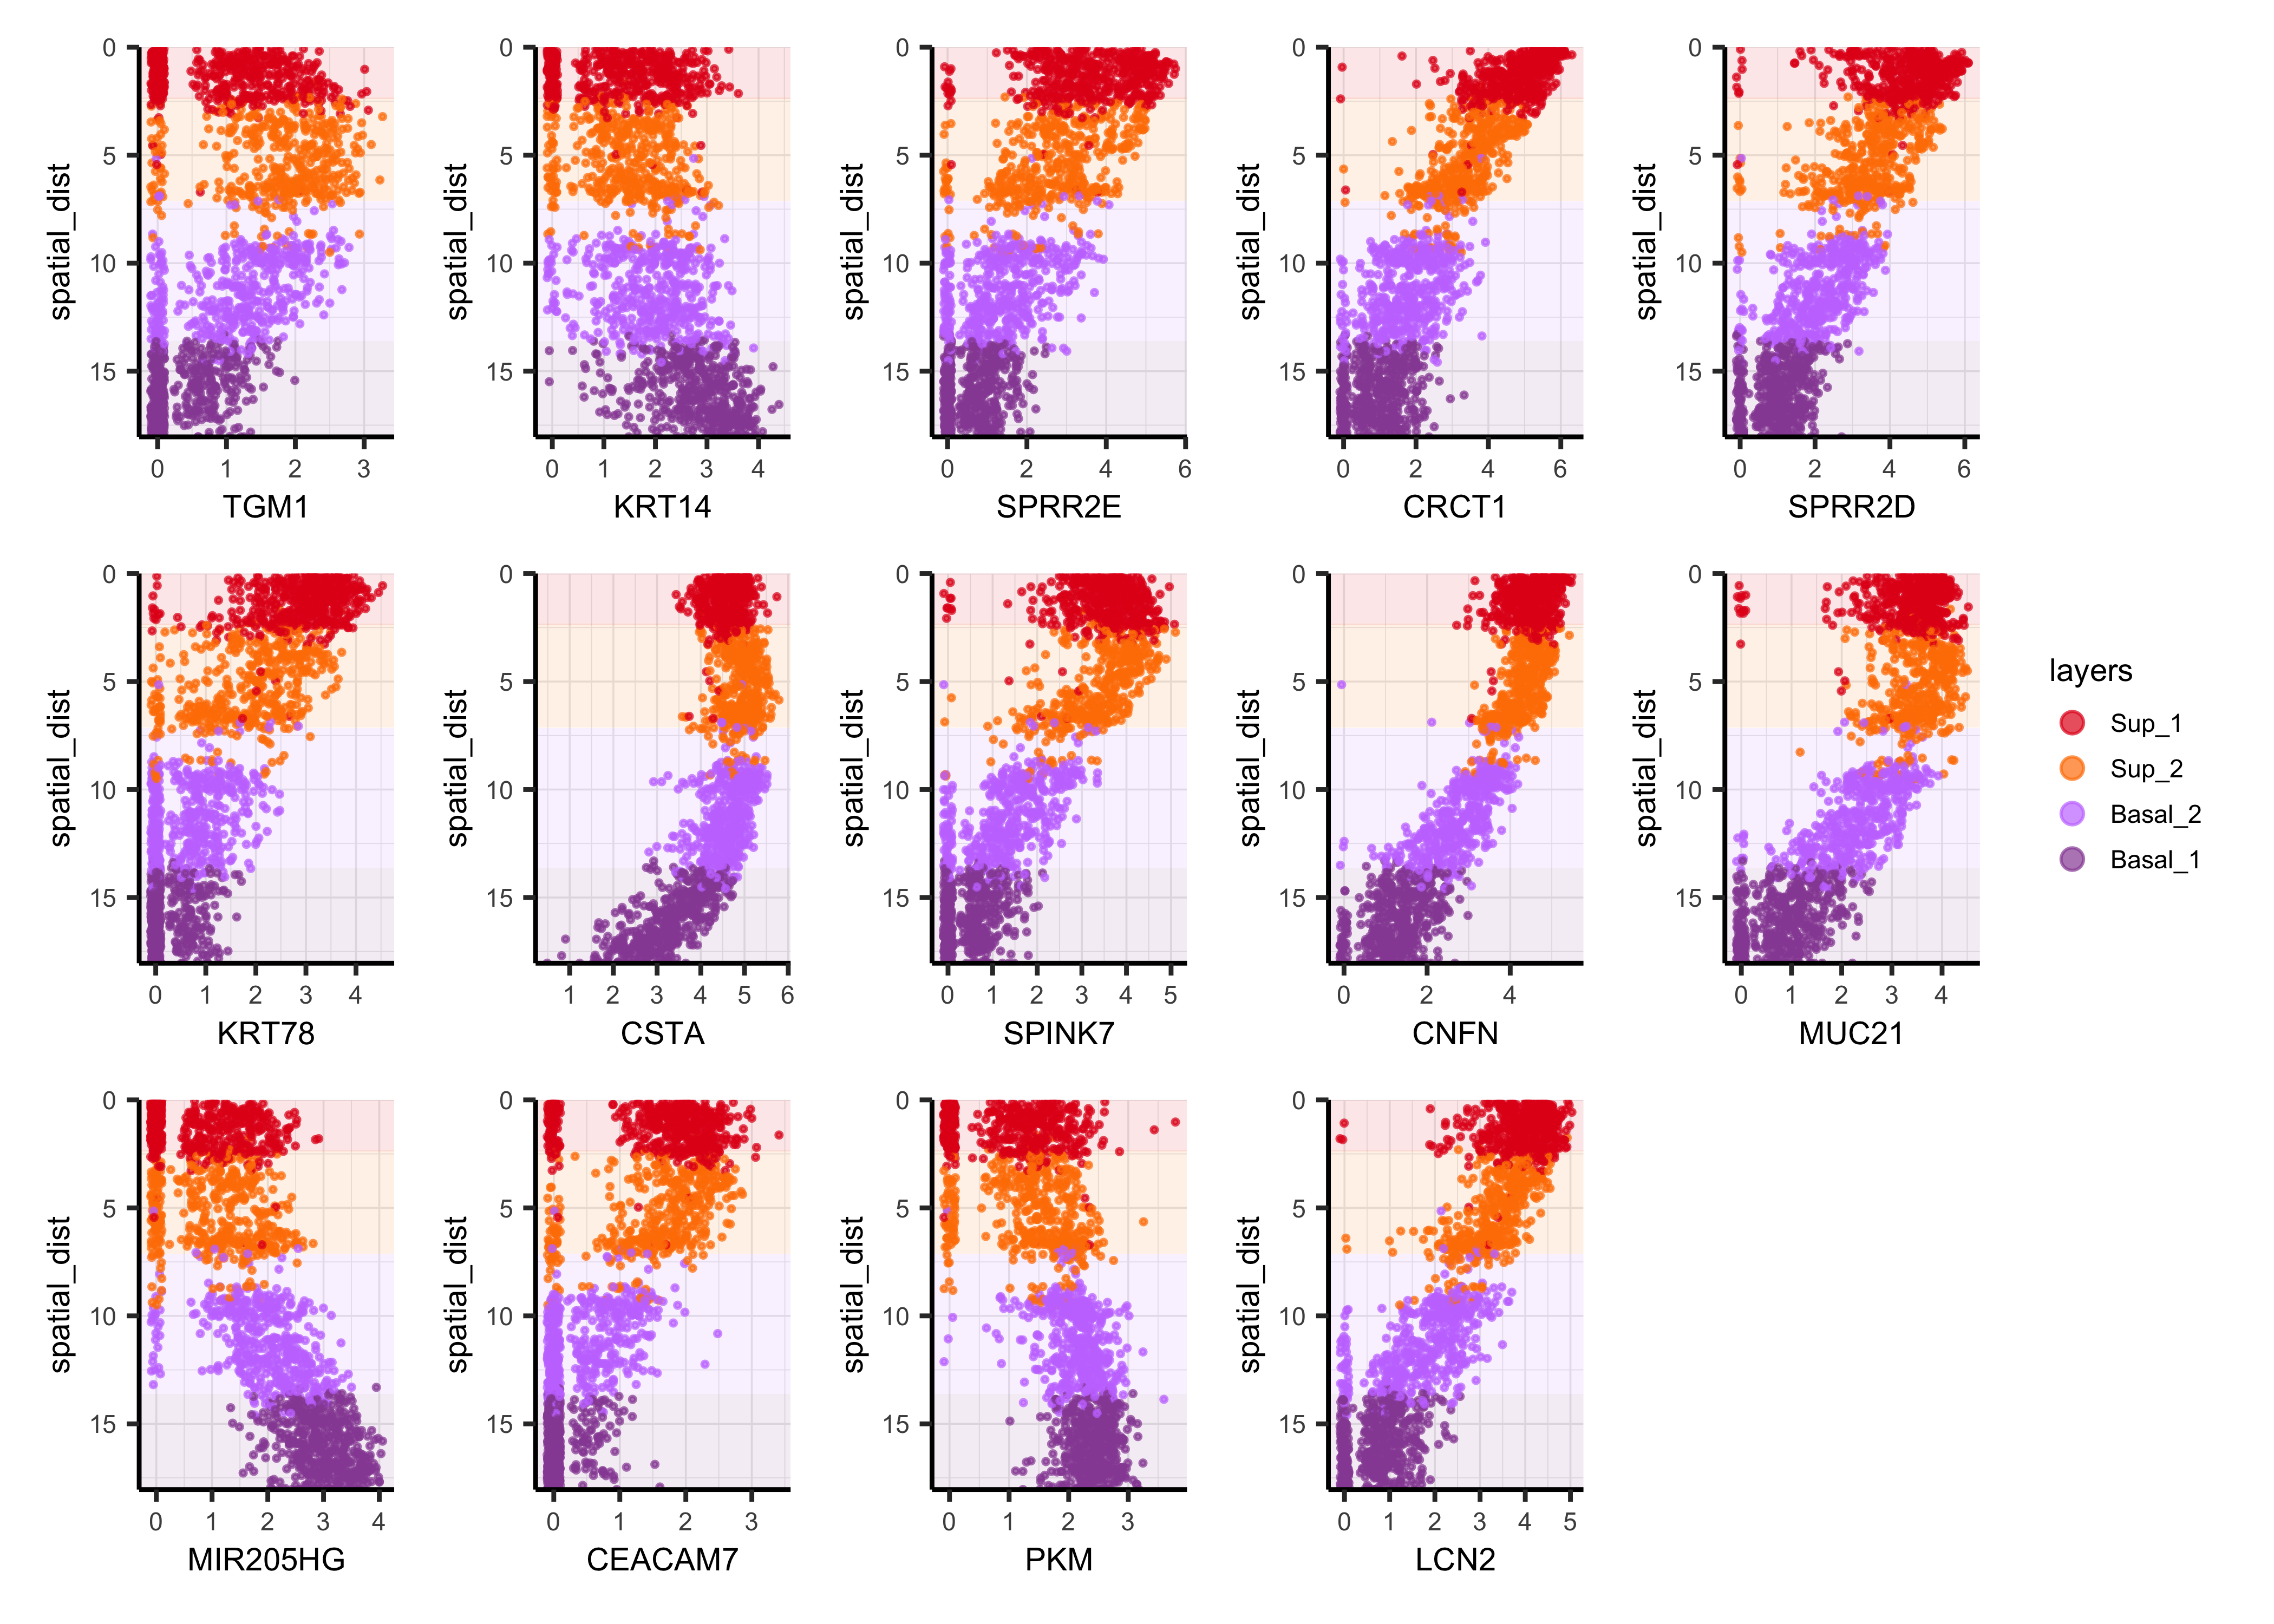 0
5
10
15
spatial_dist
0 1 2 3
TGM1
0
5
10
15
spatial_dist
0 1 2 3 4
KRT14
0
5
10
15
spatial_dist
0 2 4 6
SPRR2E
0
5
10
15
spatial_dist
0 2 4 6
CRCT1
0
5
10
15
spatial_dist
0 2 4 6
SPRR2D
0
5
10
15
spatial_dist
0 1 2 3 4
KRT78
0
5
10
15
spatial_dist
1 2 3 4 5 6
CSTA
0
5
10
15
spatial_dist
0 1 2 3 4 5
SPINK7
0
5
10
15
spatial_dist
0 2 4
CNFN
0
5
10
15
spatial_dist
0 1 2 3 4
MUC21
layers
Sup_1
Sup_2
Basal_2
Basal_1
0
5
10
15
spatial_dist
0 1 2 3 4
MIR205HG
0
5
10
15
spatial_dist
0 1 2 3
CEACAM7
0
5
10
15
spatial_dist
0 1 2 3
PKM
0
5
10
15
spatial_dist
0 1 2 3 4 5
LCN2